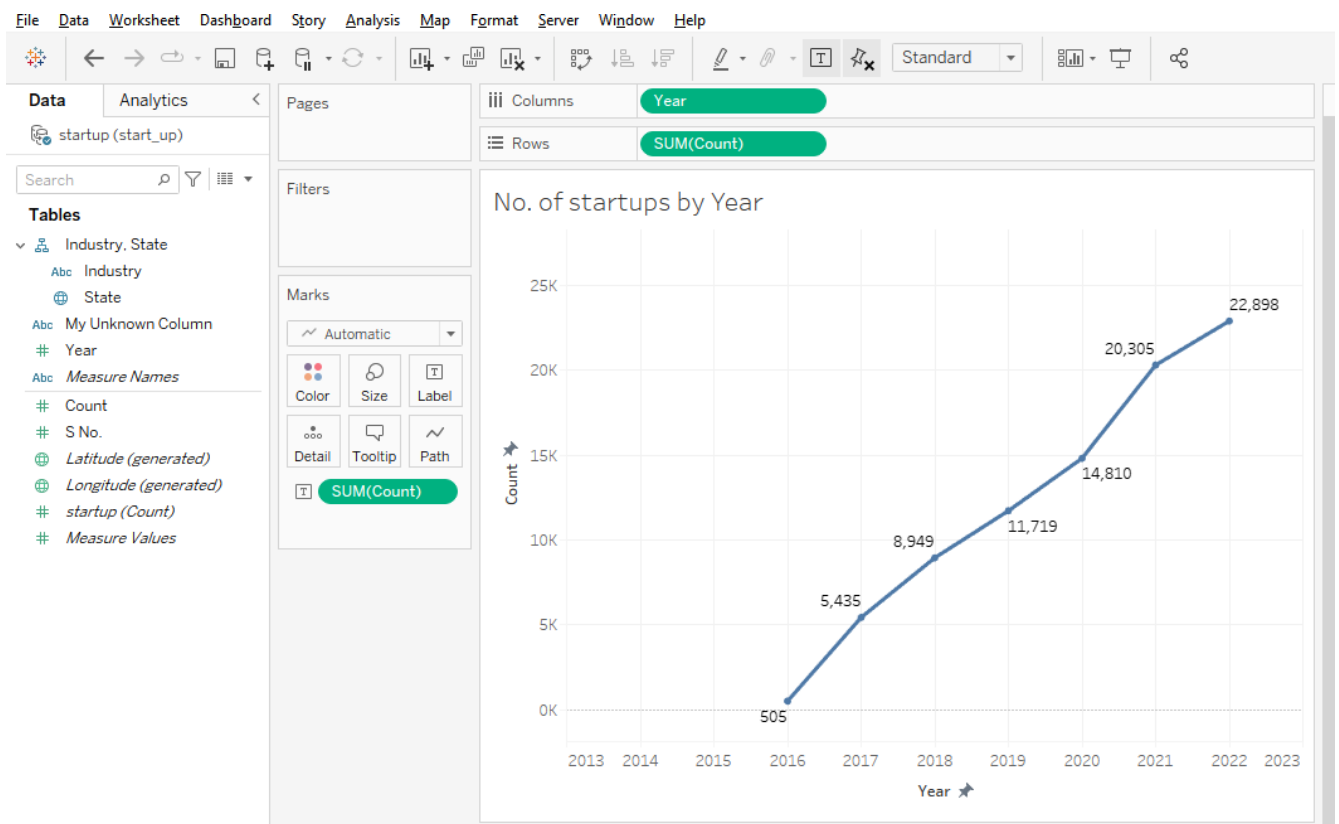 File Data Worksheet Dashboard Story Analysis Map Format Server Window Help
Standard
Data Analytics
startup (start_up)
Search
Tables
Industry, State
Abc Industry
State
Abc My Unknown Column
# Year
Abc Measure Names
# Count
# S No.
Latitude (generated)
Longitude (generated)
# startup (Count)
# Measure Values
Pages
Filters
Marks
Automatic
Color Size Label
Detail Tooltip Path
T SUM(Count)
Columns Year
Rows SUM(Count)
No. of startups by Year
25K
20K
15K
10K
5K
0K
Count
22,898
20,305
14,810
11,719
8,949
5,435
505
2013 2014 2015 2016 2017 2018 2019 2020 2021 2022 2023
Year